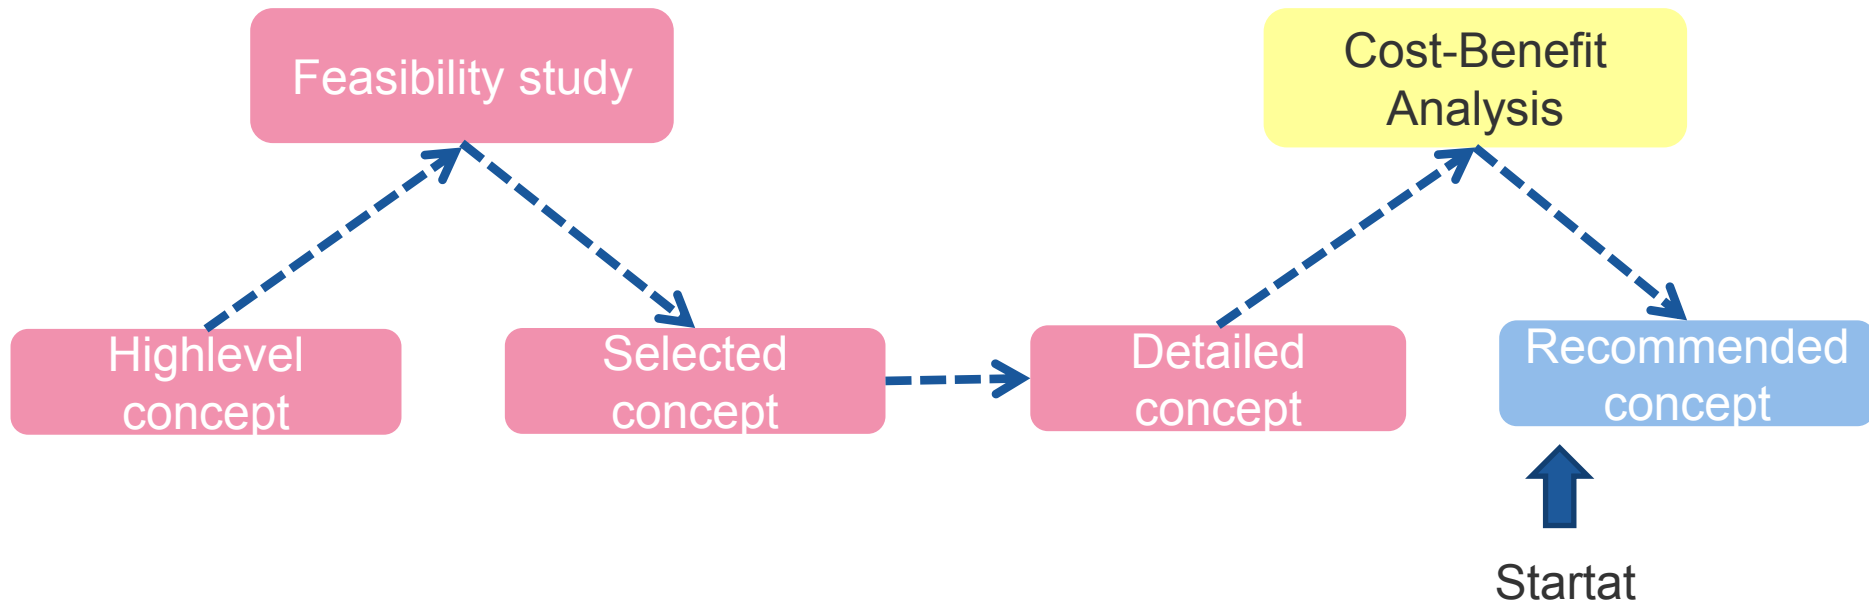 Feasibility study
Cost-Benefit
Analysis
Highlevel
concept
Selected
concept
Detailed
concept
Recommended
concept
Startat